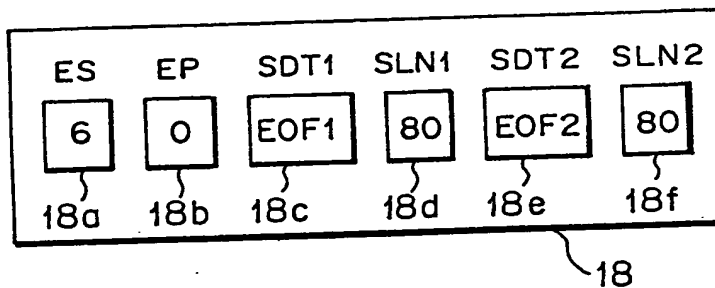 ES EP SDT1 SLN1 SDT2 SLN2
6 0 EOF1 80 EOF2 80
18a 18b 18c 18d 18e 18f
18